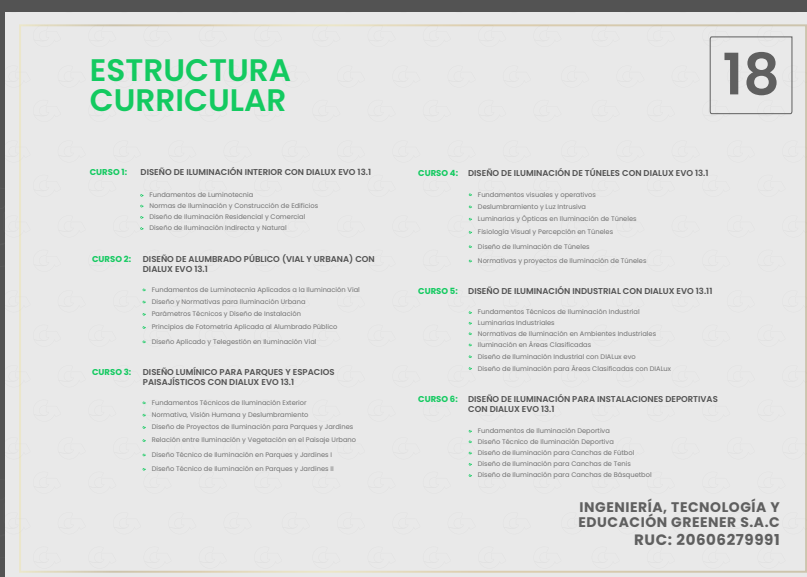 ESTRUCTURA
CURRICULAR
18
CURSO 1: DISEÑO DE ILUMINACIÓN INTERIOR CON DIALUX EVO 13.1
Fundamentos de Luminotecnia
Normas de Iluminación y Construcción de Edificios
Diseño de Iluminación Residencial y Comercial
Diseño de Iluminación Indirecta y Natural
CURSO 2: DISEÑO DE ALUMBRADO PÚBLICO (VIAL Y URBANA) CON
DIALUX EVO 13.1
Fundamentos de Luminotecnia Aplicados a la Iluminación Vial
Diseño y Normativas para Iluminación Urbana
Parámetros Técnicos y Diseño de Instalación
Principios de Fotometría Aplicada al Alumbrado Público
Diseño Aplicado y Telegestión en Iluminación Vial
CURSO 3: DISEÑO LUMÍNICO PARA PARQUES Y ESPACIOS
PAISAJÍSTICOS CON DIALUX EVO 13.1
Fundamentos Técnicos de Iluminación Exterior
Normativa, Visión Humana y Deslumbramiento
Diseño de Proyectos de Iluminación para Parques y Jardines
Relación entre Iluminación y Vegetación en el Paisaje Urbano
Diseño Técnico de Iluminación en Parques y Jardines I
Diseño Técnico de Iluminación en Parques y Jardines II
CURSO 4: DISEÑO DE ILUMINACIÓN DE TÚNELES CON DIALUX EVO 13.1
Fundamentos visuales y operativos
Deslumbramiento y Luz Intrusiva
Luminarias y Ópticas en Iluminación de Túneles
Fisiología Visual y Percepción en Túneles
Diseño de Iluminación de Túneles
Normativas y proyectos de Iluminación de Túneles
CURSO 5: DISEÑO DE ILUMINACIÓN INDUSTRIAL CON DIALUX EVO 13.11
Fundamentos Técnicos de Iluminación Industrial
Luminarias Industriales
Normativas de Iluminación en Ambientes Industriales
Iluminación en Áreas Clasificadas
Diseño de Iluminación Industrial con DIALux evo
Diseño de Iluminación para Áreas Clasificadas con DIALux
CURSO 6: DISEÑO DE ILUMINACIÓN PARA INSTALACIONES DEPORTIVAS
CON DIALUX EVO 13.1
Fundamentos de Iluminación Deportiva
Diseño Técnico de Iluminación Deportiva
Diseño de Iluminación para Canchas de Fútbol
Diseño de Iluminación para Canchas de Tenis
Diseño de Iluminación para Canchas de Básquetbol
INGENIERÍA, TECNOLOGÍA Y
EDUCACIÓN GREENER S.A.C
RUC: 20606279991